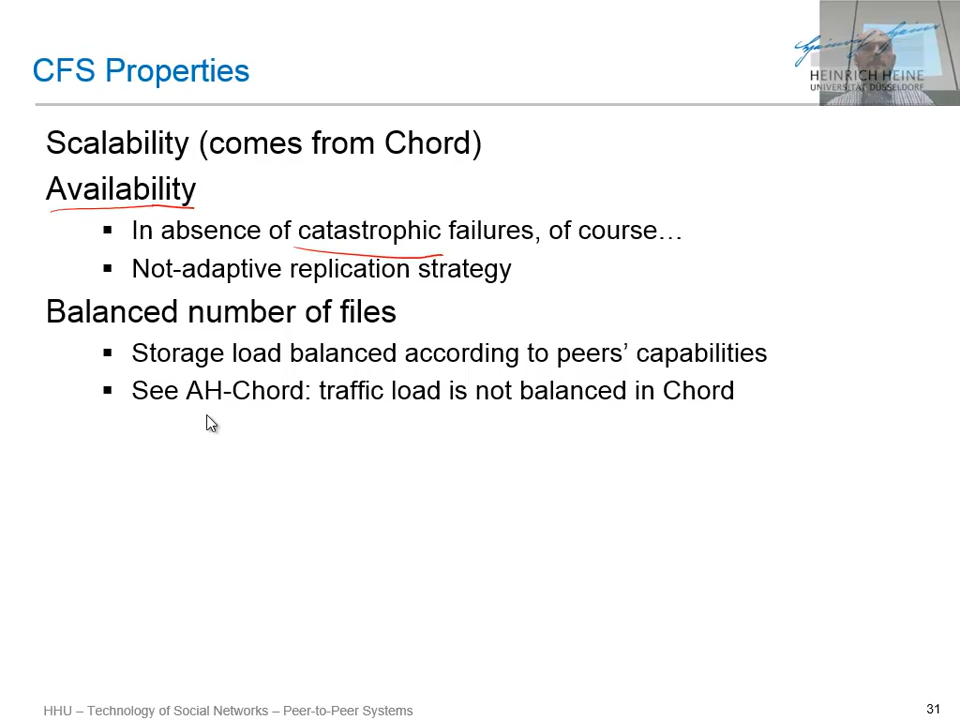 CFS Properties
HEINRICH HEINE
UNIVERSITÄT DÜSSELDORF
Scalability (comes from Chord)
Availability
▪ In absence of catastrophic failures, of course…
▪ Not-adaptive replication strategy
Balanced number of files
▪ Storage load balanced according to peers’ capabilities
▪ See AH-Chord: traffic load is not balanced in Chord
HHU – Technology of Social Networks – Peer-to-Peer Systems
31